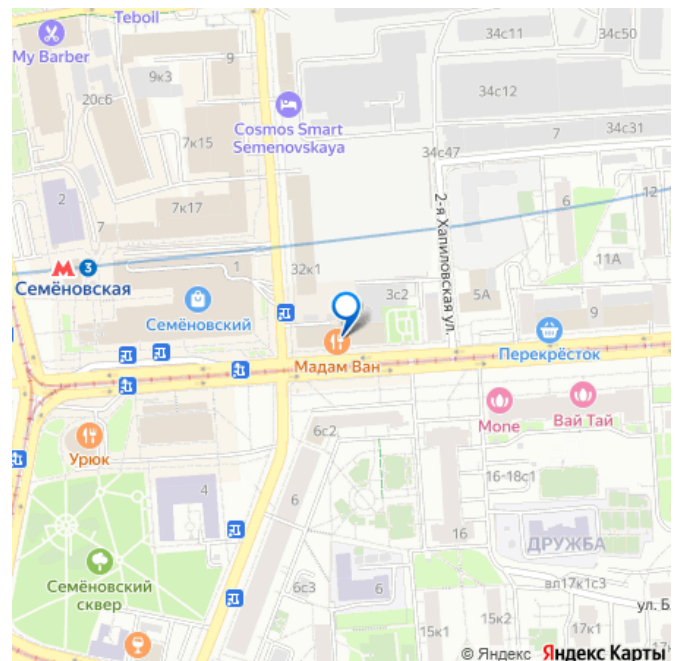 Teboil
My Barber
9
9к3
20с6
7к15
Cosmos Smart
Semenovskaya
34с11
34с50
34с12
34с31
7
34с47
2
7
7к17
2-я Хапиловская ул.
6
12
11А
М 3
Семёновская
1
32к1
Семёновский
3с2
5А
9
Перекрёсток
Мадам Ван
Mone
Вай Тай
Урюк
6с2
4
6
16-18с1
16
ДРУЖБА
Семёновский
сквер
6с3
6
вл17к1с3
ул. Б
15к1
15к2
17к1
© Яндекс Яндекс Карты